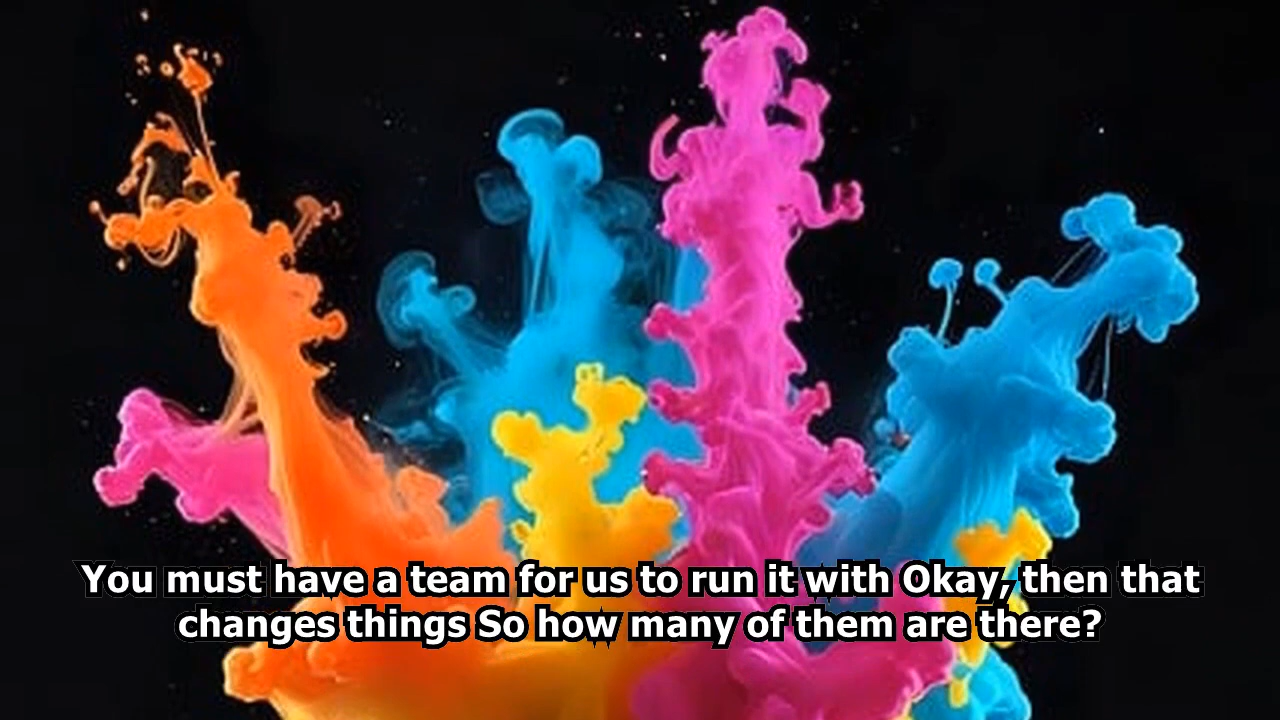 You must have a team for us to run it with Okay, then that
changes things So how many of them are there?